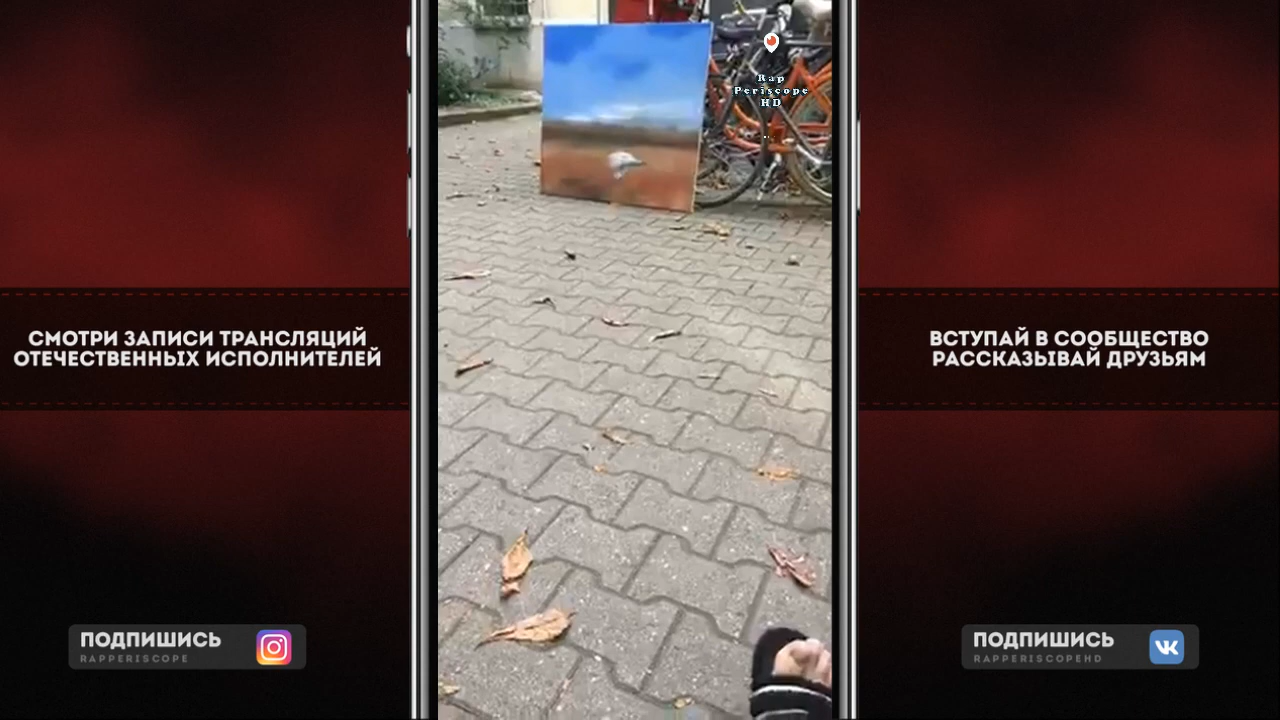 Rap
Periscope
HD
СМОТРИ ЗАПИСИ ТРАНСЛЯЦИЙ
ОТЕЧЕСТВЕННЫХ ИСПОЛНИТЕЛЕЙ
ВСТУПАЙ В СООБЩЕСТВО
РАССКАЗЫВАЙ ДРУЗЬЯМ
ПОДПИШИСЬ
RAPPERISCOPE
ПОДПИШИСЬ
RAPPERISCOPEHD